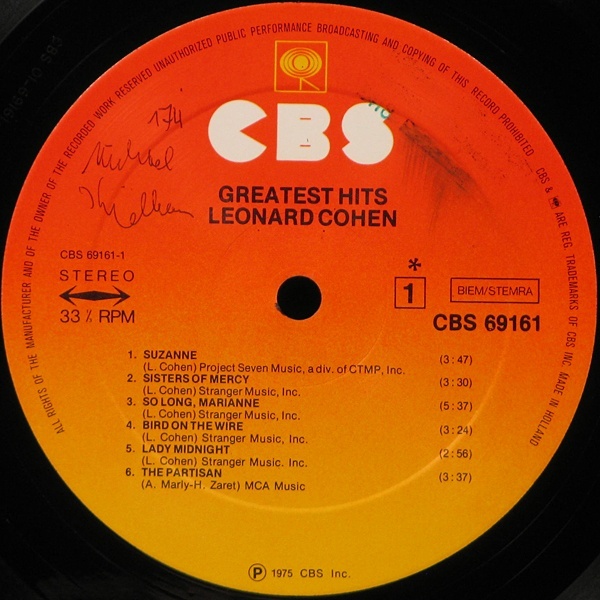 ALL RIGHTS OF THE MANUFACTURER AND OF THE OWNER OF THE RECORDED WORK RESERVED UNAUTHORIZED PUBLIC PERFORMANCE BROADCASTING AND COPYING OF THIS RECORD PROHIBITED. CBS & ARE REG. TRADEMARKS OF CBS INC. MADE IN HOLLAND
CBS
174
GREATEST HITS
LEONARD COHEN
CBS 69161-1
STEREO
33 ⅓ RPM
*
1
BIEM/STEMRA
CBS 69161
1. SUZANNE
(L. Cohen) Project Seven Music, a div. of CTMP, Inc. (3:47)
2. SISTERS OF MERCY
(L. Cohen) Stranger Music, Inc. (3:30)
3. SO LONG, MARIANNE
(L. Cohen) Stranger Music, Inc. (5:37)
4. BIRD ON THE WIRE
(L. Cohen) Stranger Music. Inc. (3:24)
5. LADY MIDNIGHT
(L. Cohen) Stranger Music. Inc. (2:56)
6. THE PARTISAN
(A. Marly-H. Zaret) MCA Music (3:37)
Ⓟ 1975 CBS Inc.